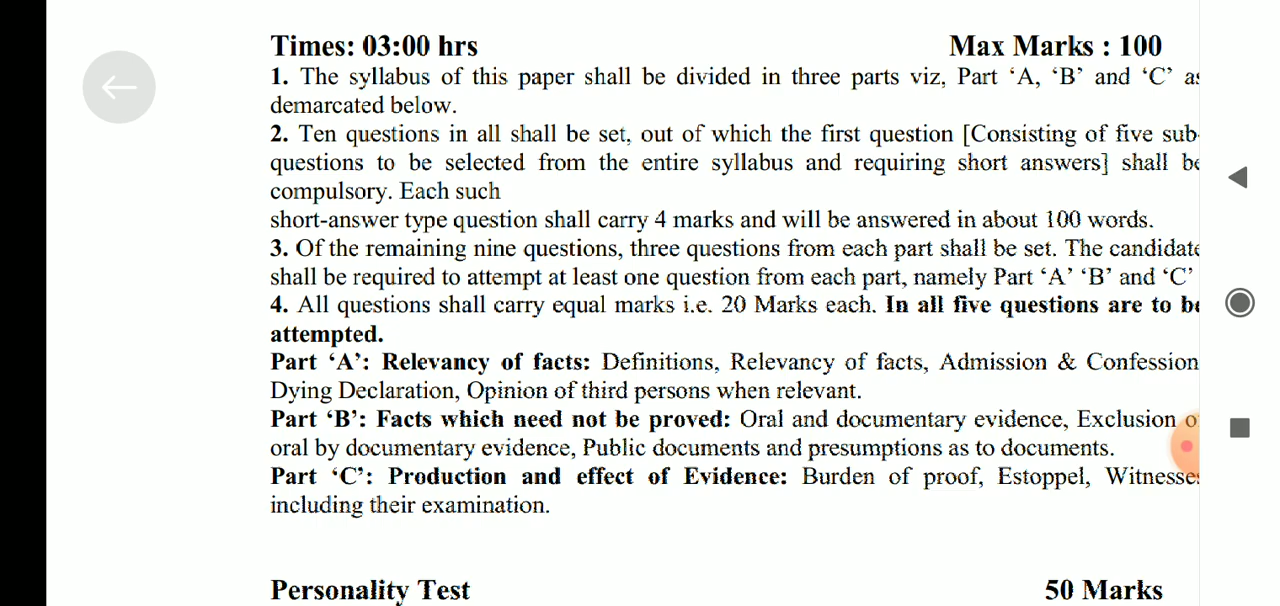 Times: 03:00 hrs Max Marks : 100
1. The syllabus of this paper shall be divided in three parts viz, Part ‘A, ‘B’ and ‘C’ as
demarcated below.
2. Ten questions in all shall be set, out of which the first question [Consisting of five sub-
questions to be selected from the entire syllabus and requiring short answers] shall be
compulsory. Each such
short-answer type question shall carry 4 marks and will be answered in about 100 words.
3. Of the remaining nine questions, three questions from each part shall be set. The candidate
shall be required to attempt at least one question from each part, namely Part ‘A’ ‘B’ and ‘C’
4. All questions shall carry equal marks i.e. 20 Marks each. In all five questions are to be
attempted.
Part ‘A’: Relevancy of facts: Definitions, Relevancy of facts, Admission & Confession
Dying Declaration, Opinion of third persons when relevant.
Part ‘B’: Facts which need not be proved: Oral and documentary evidence, Exclusion o
oral by documentary evidence, Public documents and presumptions as to documents.
Part ‘C’: Production and effect of Evidence: Burden of proof, Estoppel, Witnesses
including their examination.
Personality Test 50 Marks